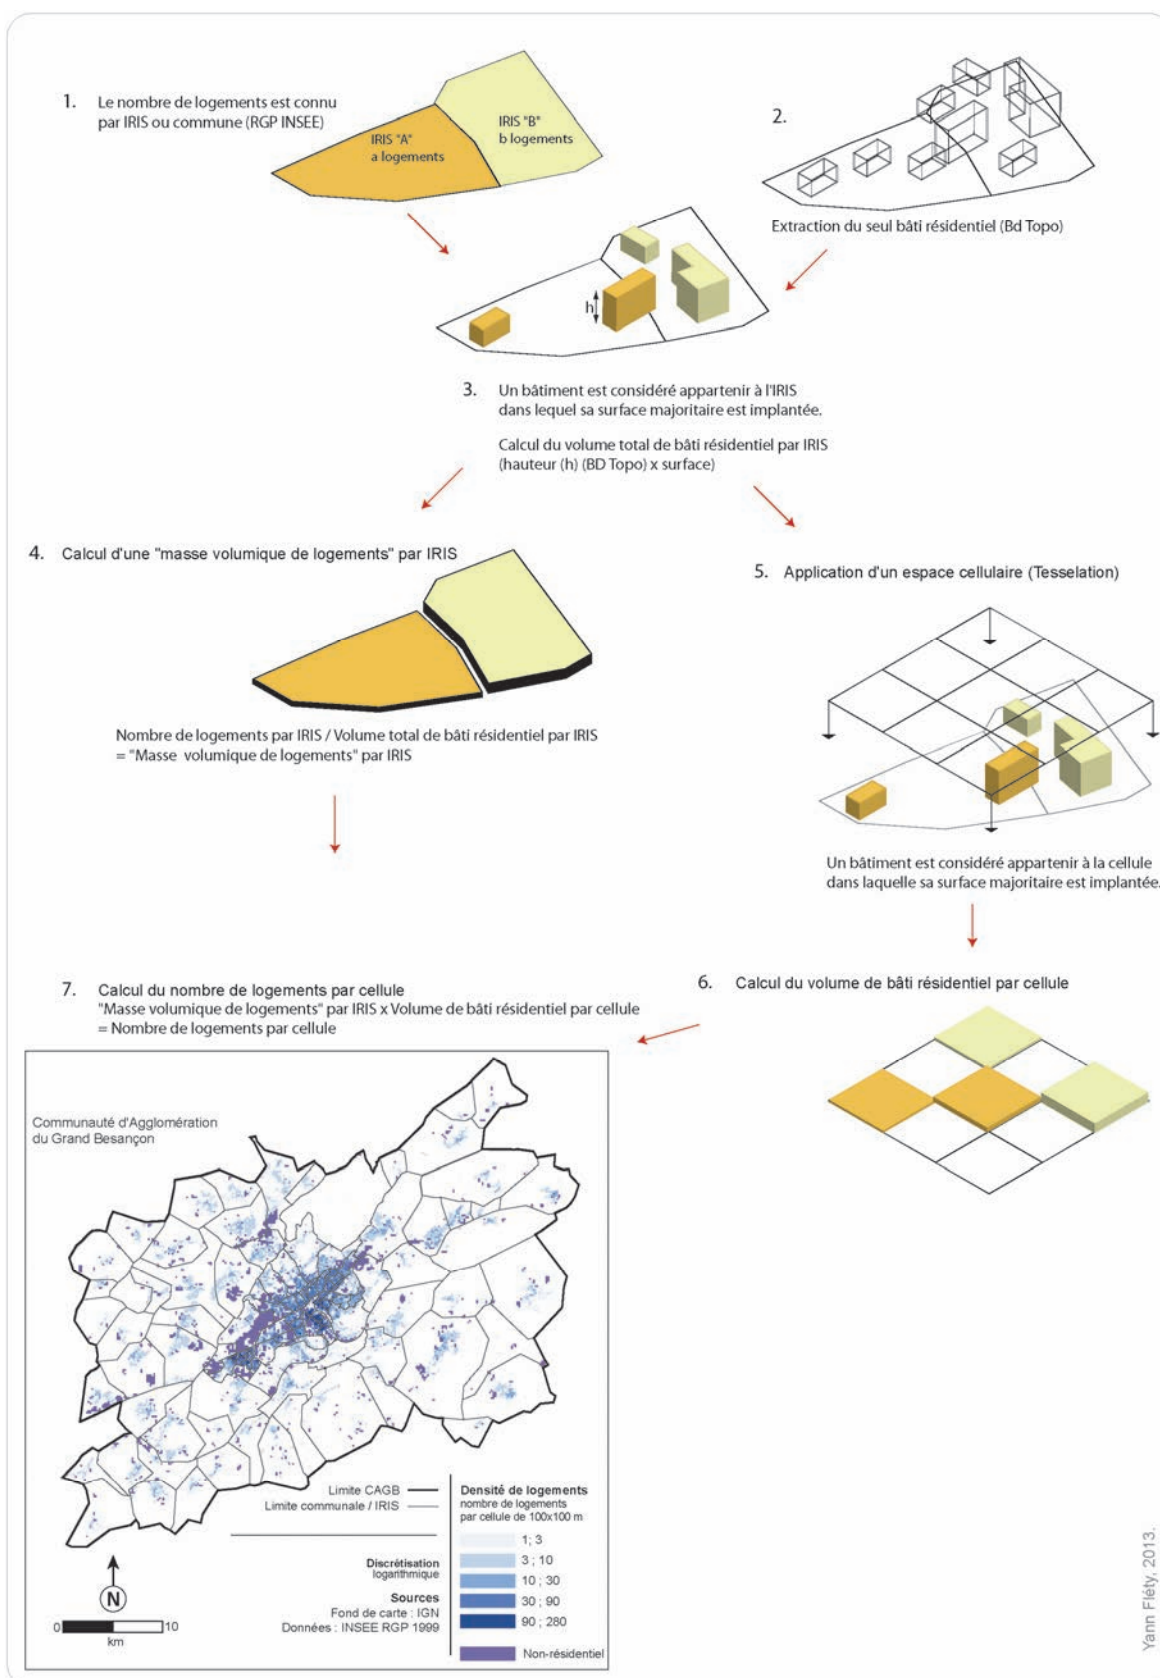 1. Le nombre de logements est connu
par IRIS ou commune (RGP INSEE)
IRIS "A"
a logements
IRIS "B"
b logements
2.
Extraction du seul bâti résidentiel (Bd Topo)
h
3. Un bâtiment est considéré appartenir à l'IRIS
dans lequel sa surface majoritaire est implantée.
Calcul du volume total de bâti résidentiel par IRIS
(hauteur (h) (BD Topo) x surface)
4. Calcul d'une "masse volumique de logements" par IRIS
Nombre de logements par IRIS / Volume total de bâti résidentiel par IRIS
= "Masse volumique de logements" par IRIS
5. Application d'un espace cellulaire (Tesselation)
Un bâtiment est considéré appartenir à la cellule
dans laquelle sa surface majoritaire est implantée.
6. Calcul du volume de bâti résidentiel par cellule
7. Calcul du nombre de logements par cellule
"Masse volumique de logements" par IRIS x Volume de bâti résidentiel par cellule
= Nombre de logements par cellule
Communauté d'Agglomération
du Grand Besançon
Limite CAGB
Limite communale / IRIS
Discrétisation
logarithmique
Sources
Fond de carte : IGN
Données : INSEE RGP 1999
N
0 10
km
Densité de logements
nombre de logements
par cellule de 100x100 m
1; 3
3 ; 10
10 ; 30
30 ; 90
90 ; 280
Non-résidentiel
Yann Fléty, 2013.